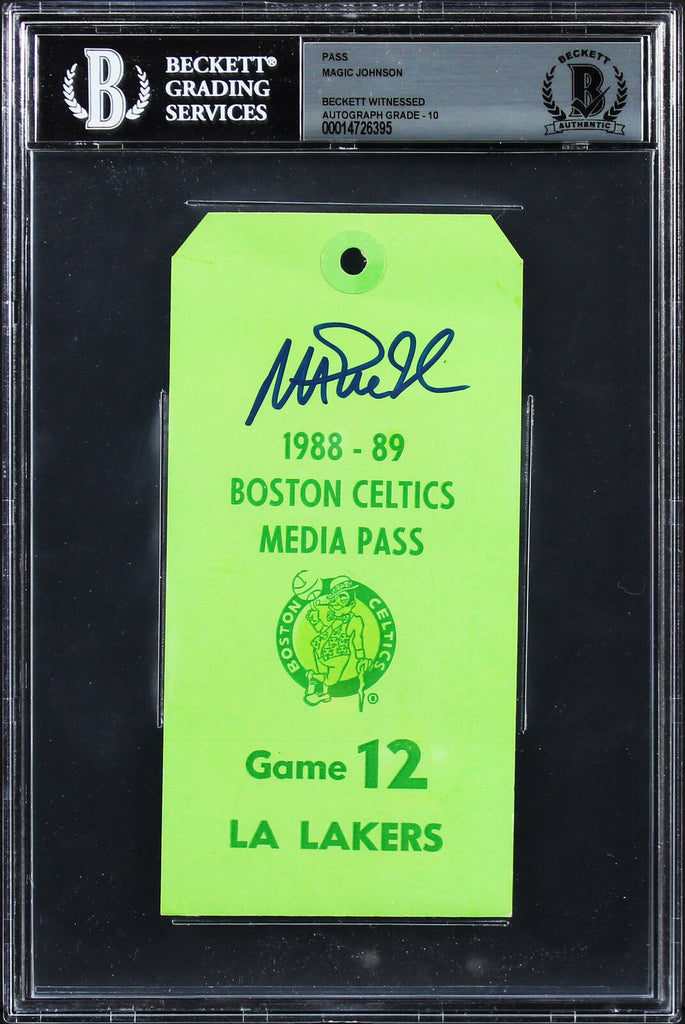 BECKETT®
GRADING
SERVICES
PASS
MAGIC JOHNSON
BECKETT WITNESSED
AUTOGRAPH GRADE - 10
00014726395
BECKETT
B
AUTHENTIC
B
1988 - 89
BOSTON CELTICS
MEDIA PASS
BOSTON CELTICS
®
Game 12
LA LAKERS